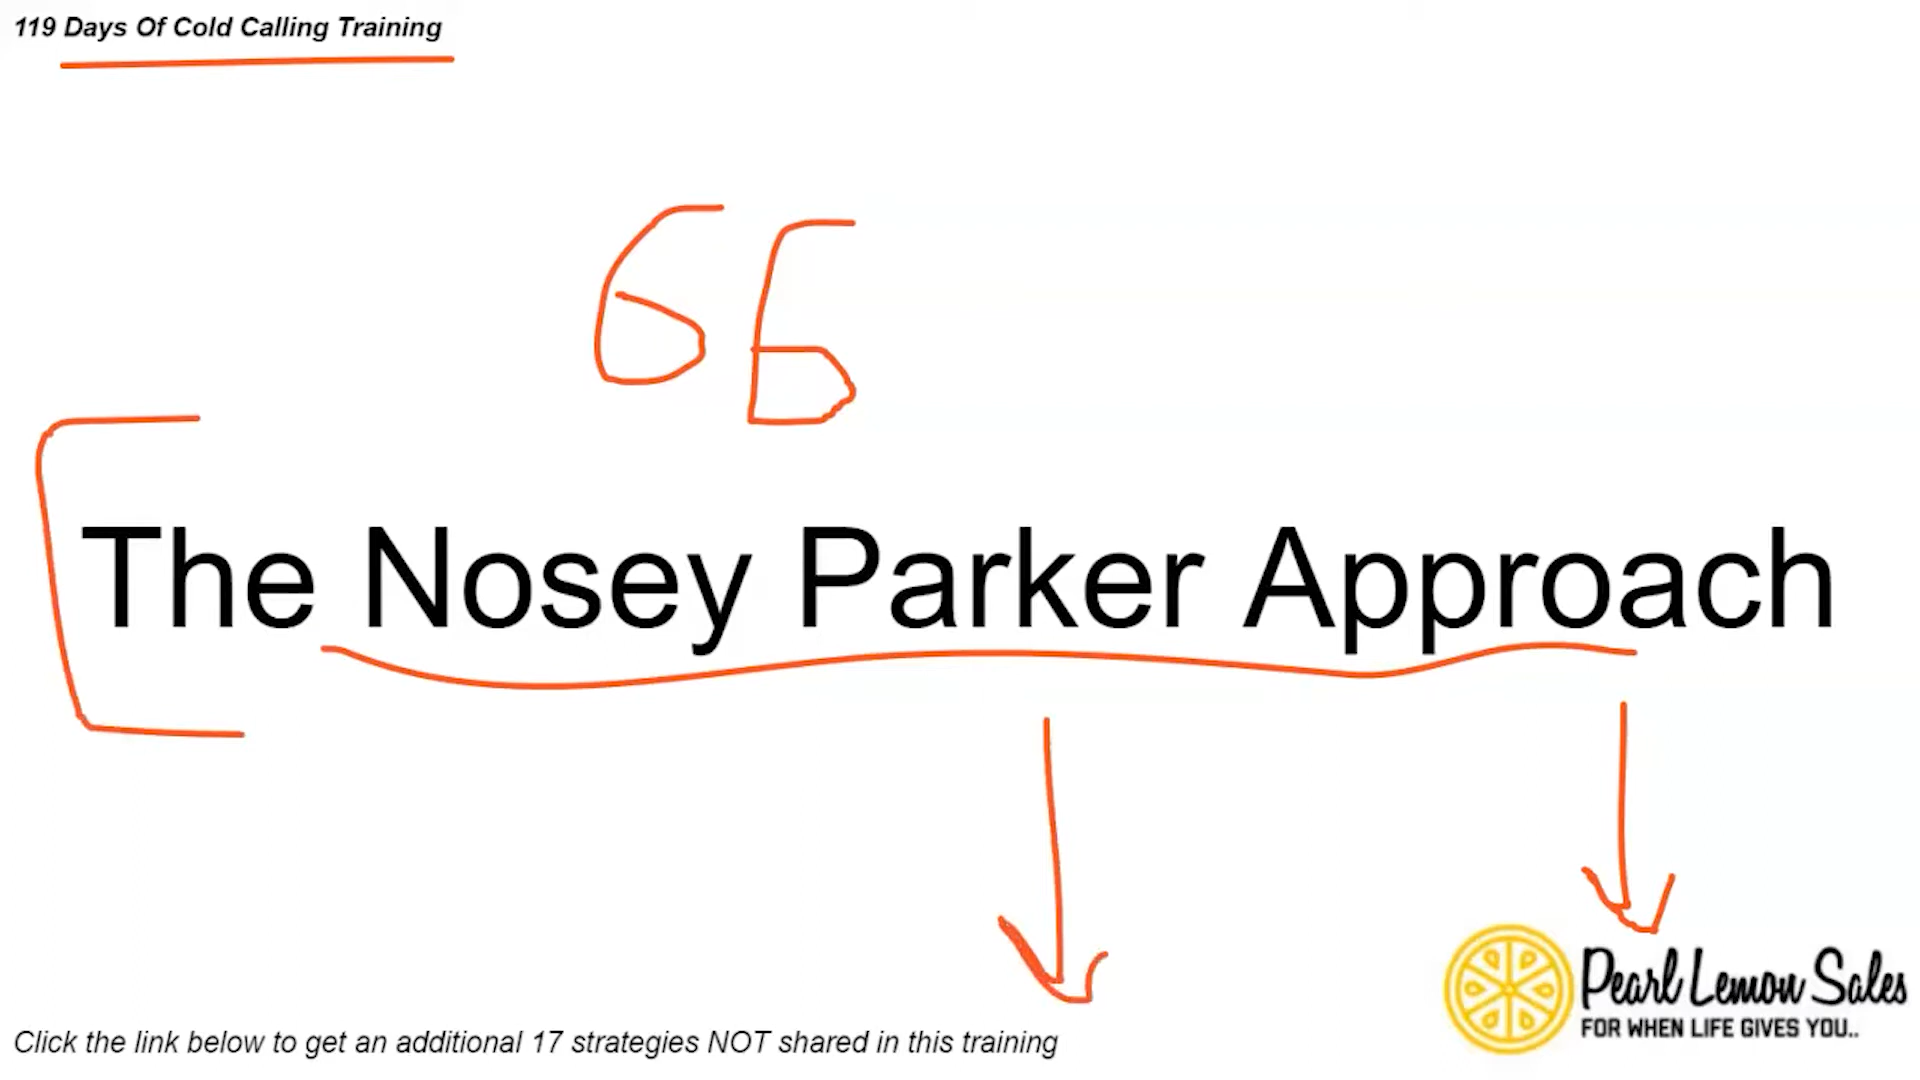 119 Days Of Cold Calling Training
66
The Nosey Parker Approach
Pearl Lemon Sales
FOR WHEN LIFE GIVES YOU..
Click the link below to get an additional 17 strategies NOT shared in this training